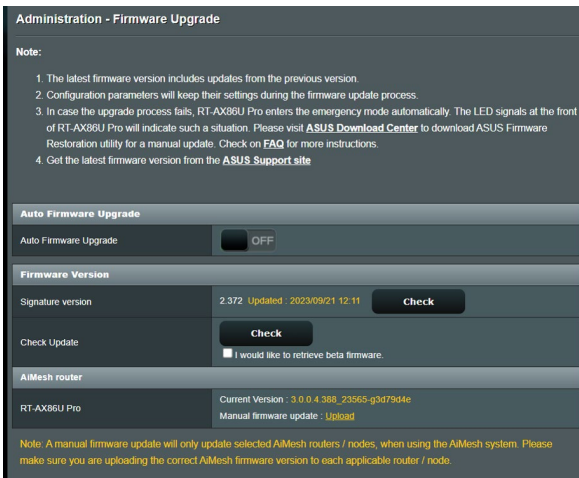 Administration - Firmware Upgrade
Note:
1. The latest firmware version includes updates from the previous version.
2. Configuration parameters will keep their settings during the firmware update process.
3. In case the upgrade process fails, RT-AX86U Pro enters the emergency mode automatically. The LED signals at the front
of RT-AX86U Pro will indicate such a situation. Please visit ASUS Download Center to download ASUS Firmware
Restoration utility for a manual update. Check on FAQ for more instructions.
4. Get the latest firmware version from the ASUS Support site
Auto Firmware Upgrade
Auto Firmware Upgrade OFF
Firmware Version
Signature version 2.372 Updated : 2023/09/21 12:11 Check
Check Update Check
I would like to retrieve beta firmware.
AiMesh router
RT-AX86U Pro Current Version : 3.0.0.4.388_23565-g3d79d4e
Manual firmware update : Upload
Note: A manual firmware update will only update selected AiMesh routers / nodes, when using the AiMesh system. Please
make sure you are uploading the correct AiMesh firmware version to each applicable router / node.